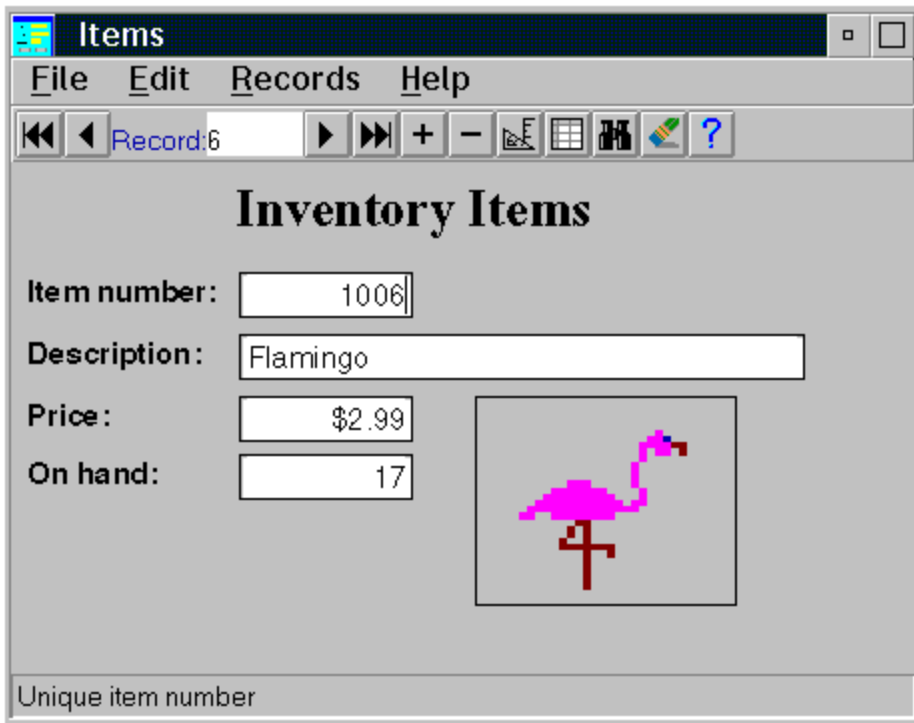 Items
File Edit Records Help
Record:6 + - ?
Inventory Items
Item number: 1006
Description: Flamingo
Price: $2.99
On hand: 17
Unique item number